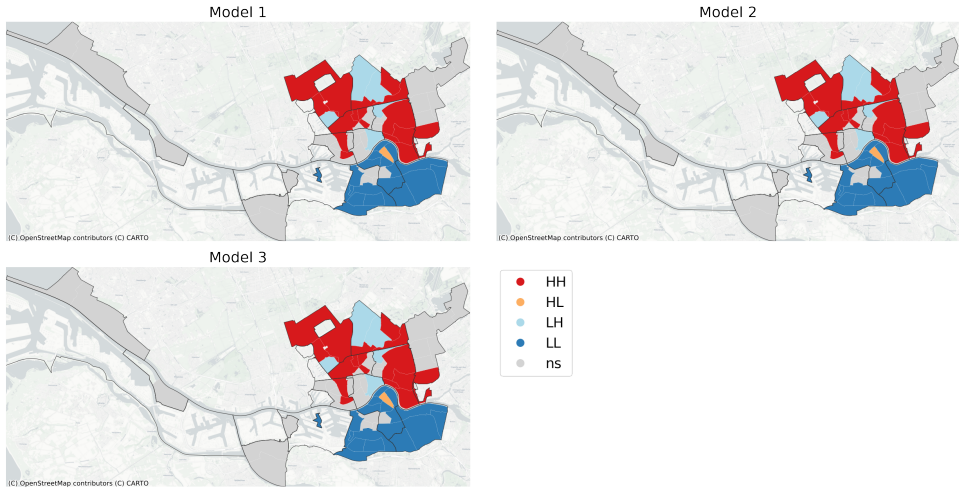 Model 1
Model 2
(C) OpenStreetMap contributors (C) CARTO
(C) OpenStreetMap contributors (C) CARTO
Model 3
HH
HL
LH
LL
ns
(C) OpenStreetMap contributors (C) CARTO